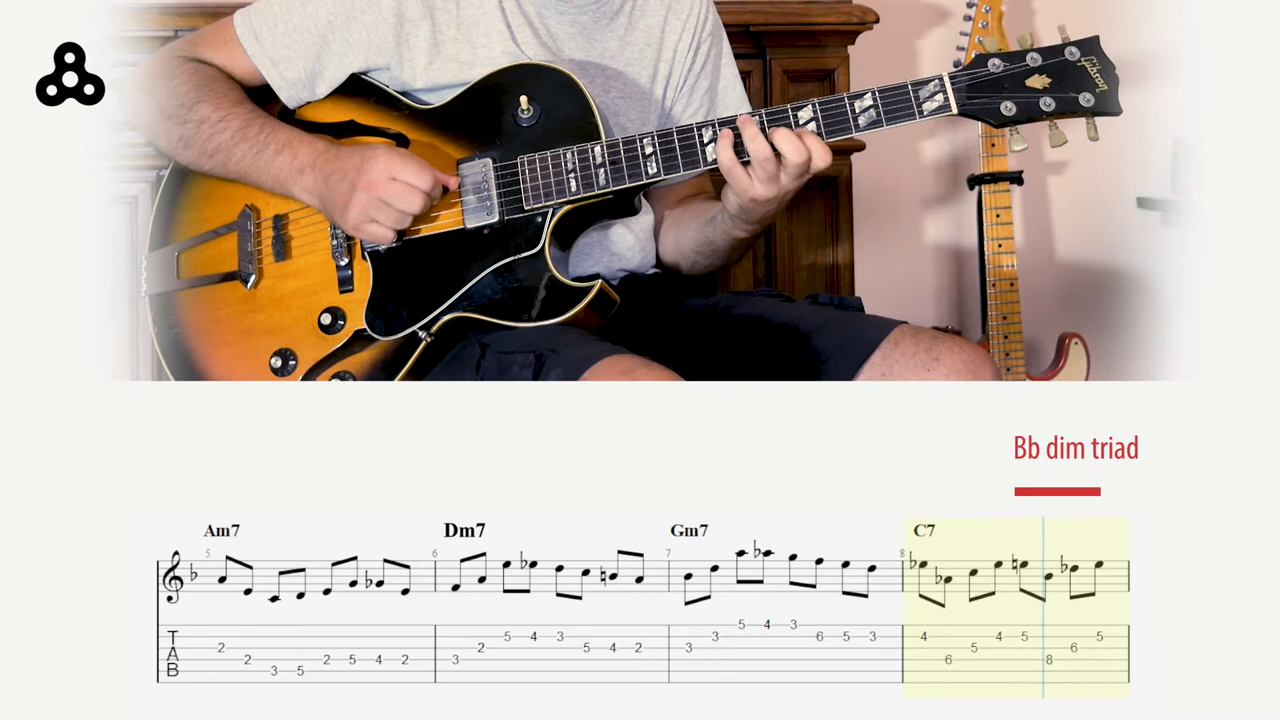 Gibson
Bb dim triad
Am7 Dm7 Gm7 C7
5 6 7 8
5 4 3
5 4 3 3 6 5 3 4 4 5 5
2 2 5 4 2 3 5 6
2 2 5 4 2 3 6 8
3 5
T
A
B